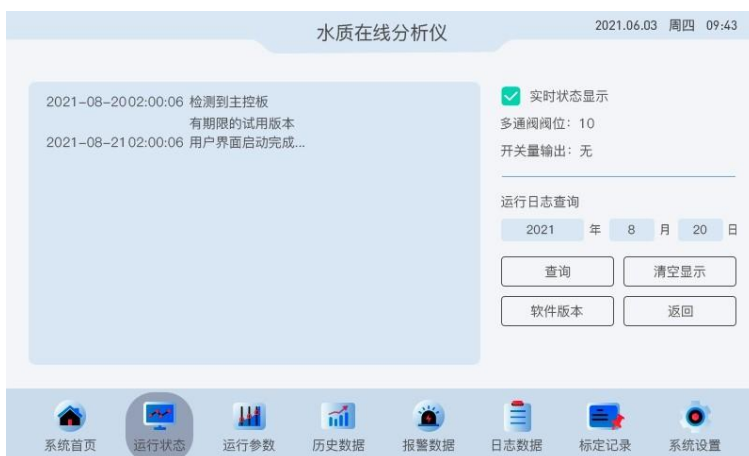 水质在线分析仪
2021.06.03 周四 09:43
2021-08-2002:00:06 检测到主控板
有期限的试用版本
2021-08-2102:00:06 用户界面启动完成...
实时状态显示
多通阀阀位：10
开关量输出：无
运行日志查询
2021 年 8 月 20 日
查询 清空显示
软件版本 返回
系统首页 运行状态 运行参数 历史数据 报警数据 日志数据 标定记录 系统设置